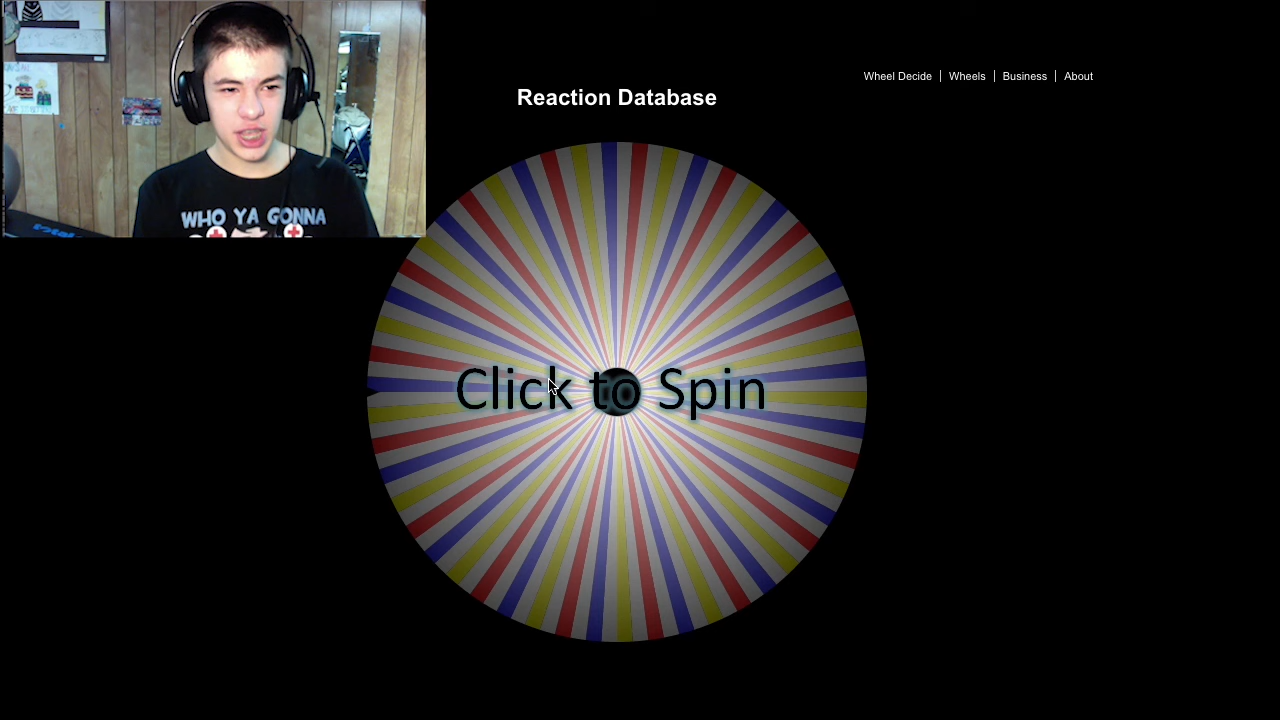 WHO YA GONNA
Wheel Decide
Wheels
Business
About
Reaction Database
Click to Spin